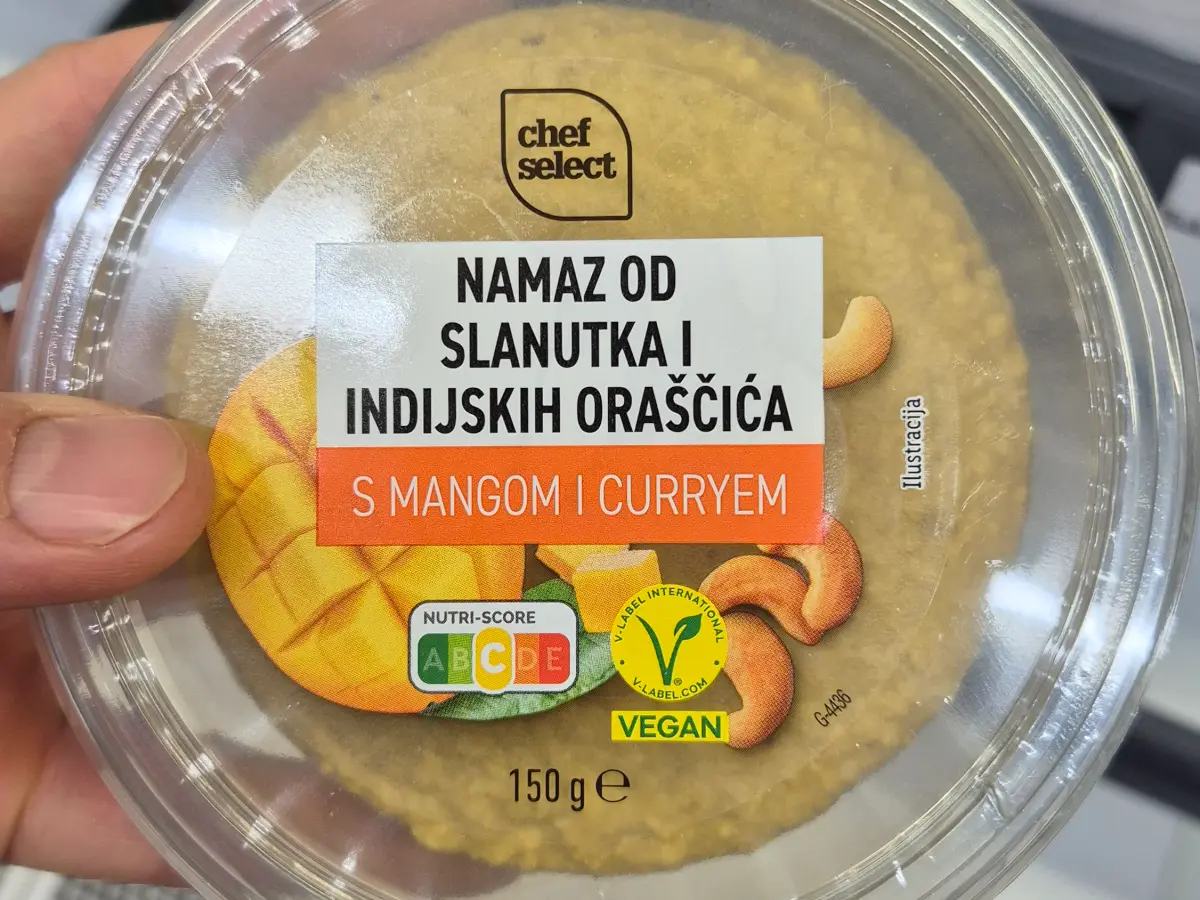 chef
select
NAMAZ OD
SLANUTKA I
INDIJSKIH ORAŠČIĆA
S MANGOM I CURRYEM
Ilustracija
NUTRI-SCORE
A B C D E
V-LABEL INTERNATIONAL
V-LABEL.COM
®
VEGAN
G-4436
150 g ℮